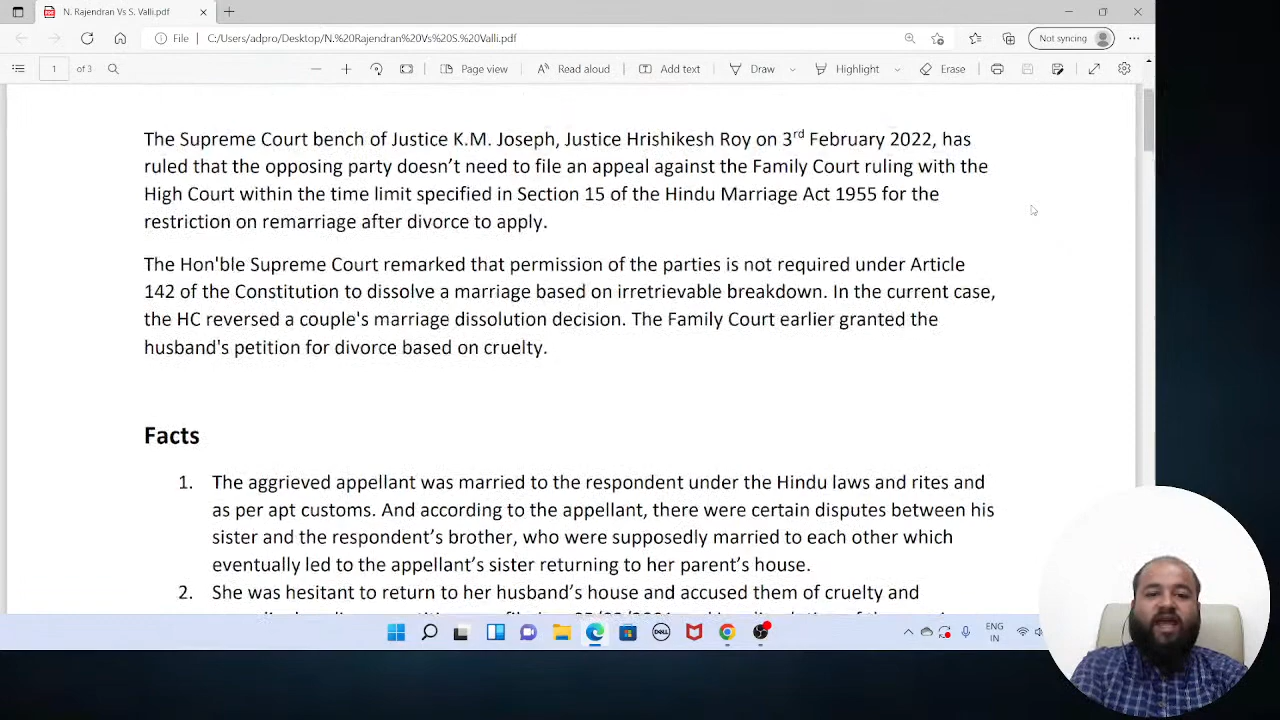 N. Rajendran Vs S. Valli.pdf
File C:/Users/adpro/Desktop/N.%20Rajendran%20Vs%20S.%20Valli.pdf Not syncing
1 of 3 Page view Read aloud Add text Draw Highlight Erase
The Supreme Court bench of Justice K.M. Joseph, Justice Hrishikesh Roy on 3rd February 2022, has
ruled that the opposing party doesn't need to file an appeal against the Family Court ruling with the
High Court within the time limit specified in Section 15 of the Hindu Marriage Act 1955 for the
restriction on remarriage after divorce to apply.
The Hon'ble Supreme Court remarked that permission of the parties is not required under Article
142 of the Constitution to dissolve a marriage based on irretrievable breakdown. In the current case,
the HC reversed a couple's marriage dissolution decision. The Family Court earlier granted the
husband's petition for divorce based on cruelty.
Facts
1. The aggrieved appellant was married to the respondent under the Hindu laws and rites and
as per apt customs. And according to the appellant, there were certain disputes between his
sister and the respondent's brother, who were supposedly married to each other which
eventually led to the appellant's sister returning to her parent's house.
2. She was hesitant to return to her husband's house and accused them of cruelty and
DELL
ENG
IN